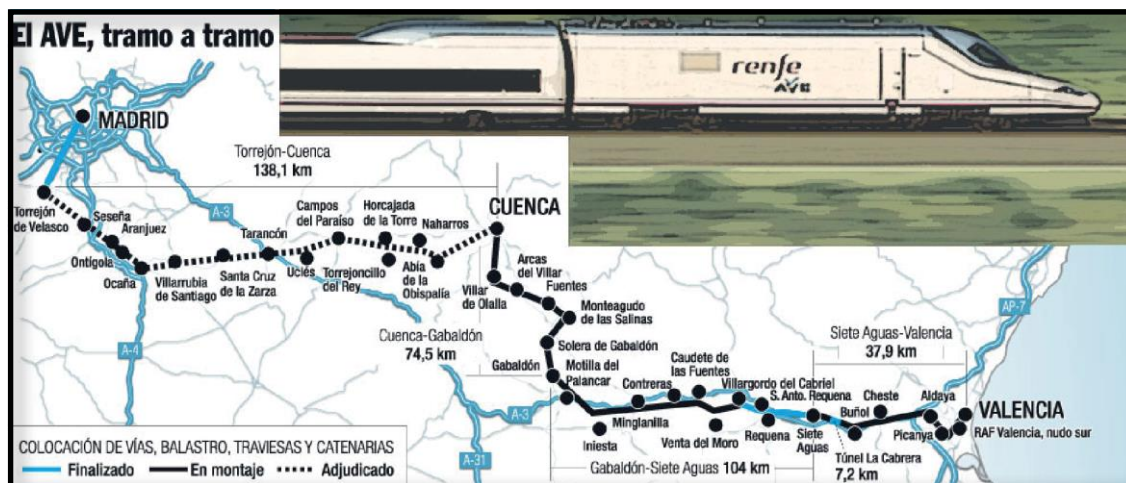 El AVE, tramo a tramo
renfe
AVE
MADRID
Torrejón-Cuenca
138,1 km
A-3
Torrejón
de Velasco
Seseña
Aranjuez
Ontígola
Ocaña
Villarrubia
de Santiago
Santa Cruz
de la Zarza
Tarancón
Uclés
Campos
del Paraíso
Torrejoncillo
del Rey
Horcajada
de la Torre
Abía
de la
Obispalía
Naharros
CUENCA
Villar
de Olalla
Arcas
del Villar
Fuentes
Monteagudo
de las Salinas
Solera de Gabaldón
Cuenca-Gabaldón
74,5 km
Gabaldón
Motilla del
Palancar
A-4
A-3
A-31
Iniesta
Minglanilla
Contreras
Caudete de
las Fuentes
Venta del Moro
Villargordo del Cabriel
S. Anto. Requena
Requena
Siete
Aguas
Gabaldón-Siete Aguas 104 km
Siete Aguas-Valencia
37,9 km
AP-7
Buñol
Túnel La Cabrera
7,2 km
Cheste
Aldaya
Picanya
VALENCIA
RAF Valencia, nudo sur
COLOCACIÓN DE VÍAS, BALASTRO, TRAVIESAS Y CATENARIAS
Finalizado
En montaje
Adjudicado